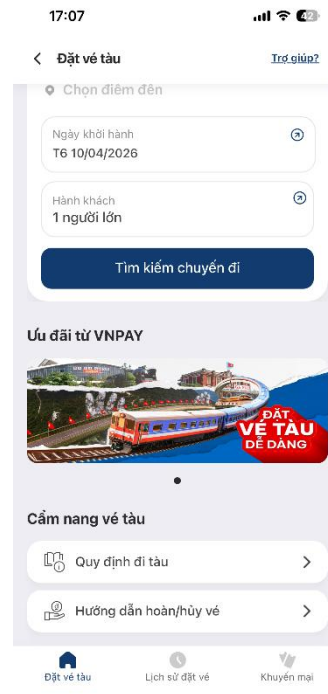 17:07
42
Đặt vé tàu
Trợ giúp?
Chọn điểm đến
Ngày khởi hành
T6 10/04/2026
Hành khách
1 người lớn
Tìm kiếm chuyến đi
Ưu đãi từ VNPAY
ĐẶT
VÉ TÀU
DỄ DÀNG
Cẩm nang vé tàu
Quy định đi tàu
Hướng dẫn hoàn/hủy vé
Đặt vé tàu
Lịch sử đặt vé
Khuyến mại